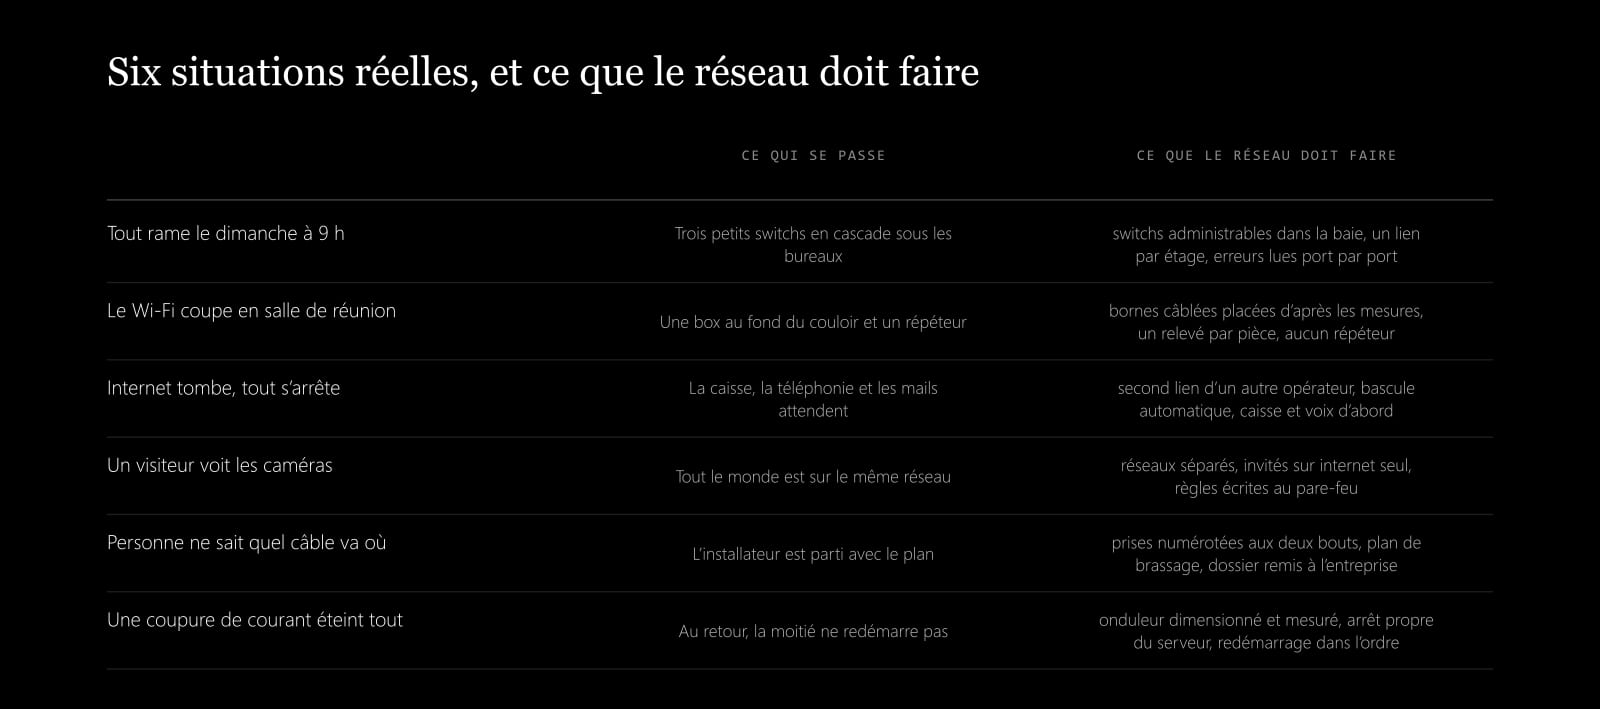 Six situations réelles, et ce que le réseau doit faire
CE QUI SE PASSE
CE QUE LE RÉSEAU DOIT FAIRE
Tout rame le dimanche à 9 h
Trois petits switchs en cascade sous les
bureaux
switchs administrables dans la baie, un lien
par étage, erreurs lues port par port
Le Wi-Fi coupe en salle de réunion
Une box au fond du couloir et un répéteur
bornes câblées placées d’après les mesures,
un relevé par pièce, aucun répéteur
Internet tombe, tout s’arrête
La caisse, la téléphonie et les mails
attendent
second lien d’un autre opérateur, bascule
automatique, caisse et voix d’abord
Un visiteur voit les caméras
Tout le monde est sur le même réseau
réseaux séparés, invités sur internet seul,
règles écrites au pare-feu
Personne ne sait quel câble va où
L’installateur est parti avec le plan
prises numérotées aux deux bouts, plan de
brassage, dossier remis à l’entreprise
Une coupure de courant éteint tout
Au retour, la moitié ne redémarre pas
onduleur dimensionné et mesuré, arrêt propre
du serveur, redémarrage dans l’ordre